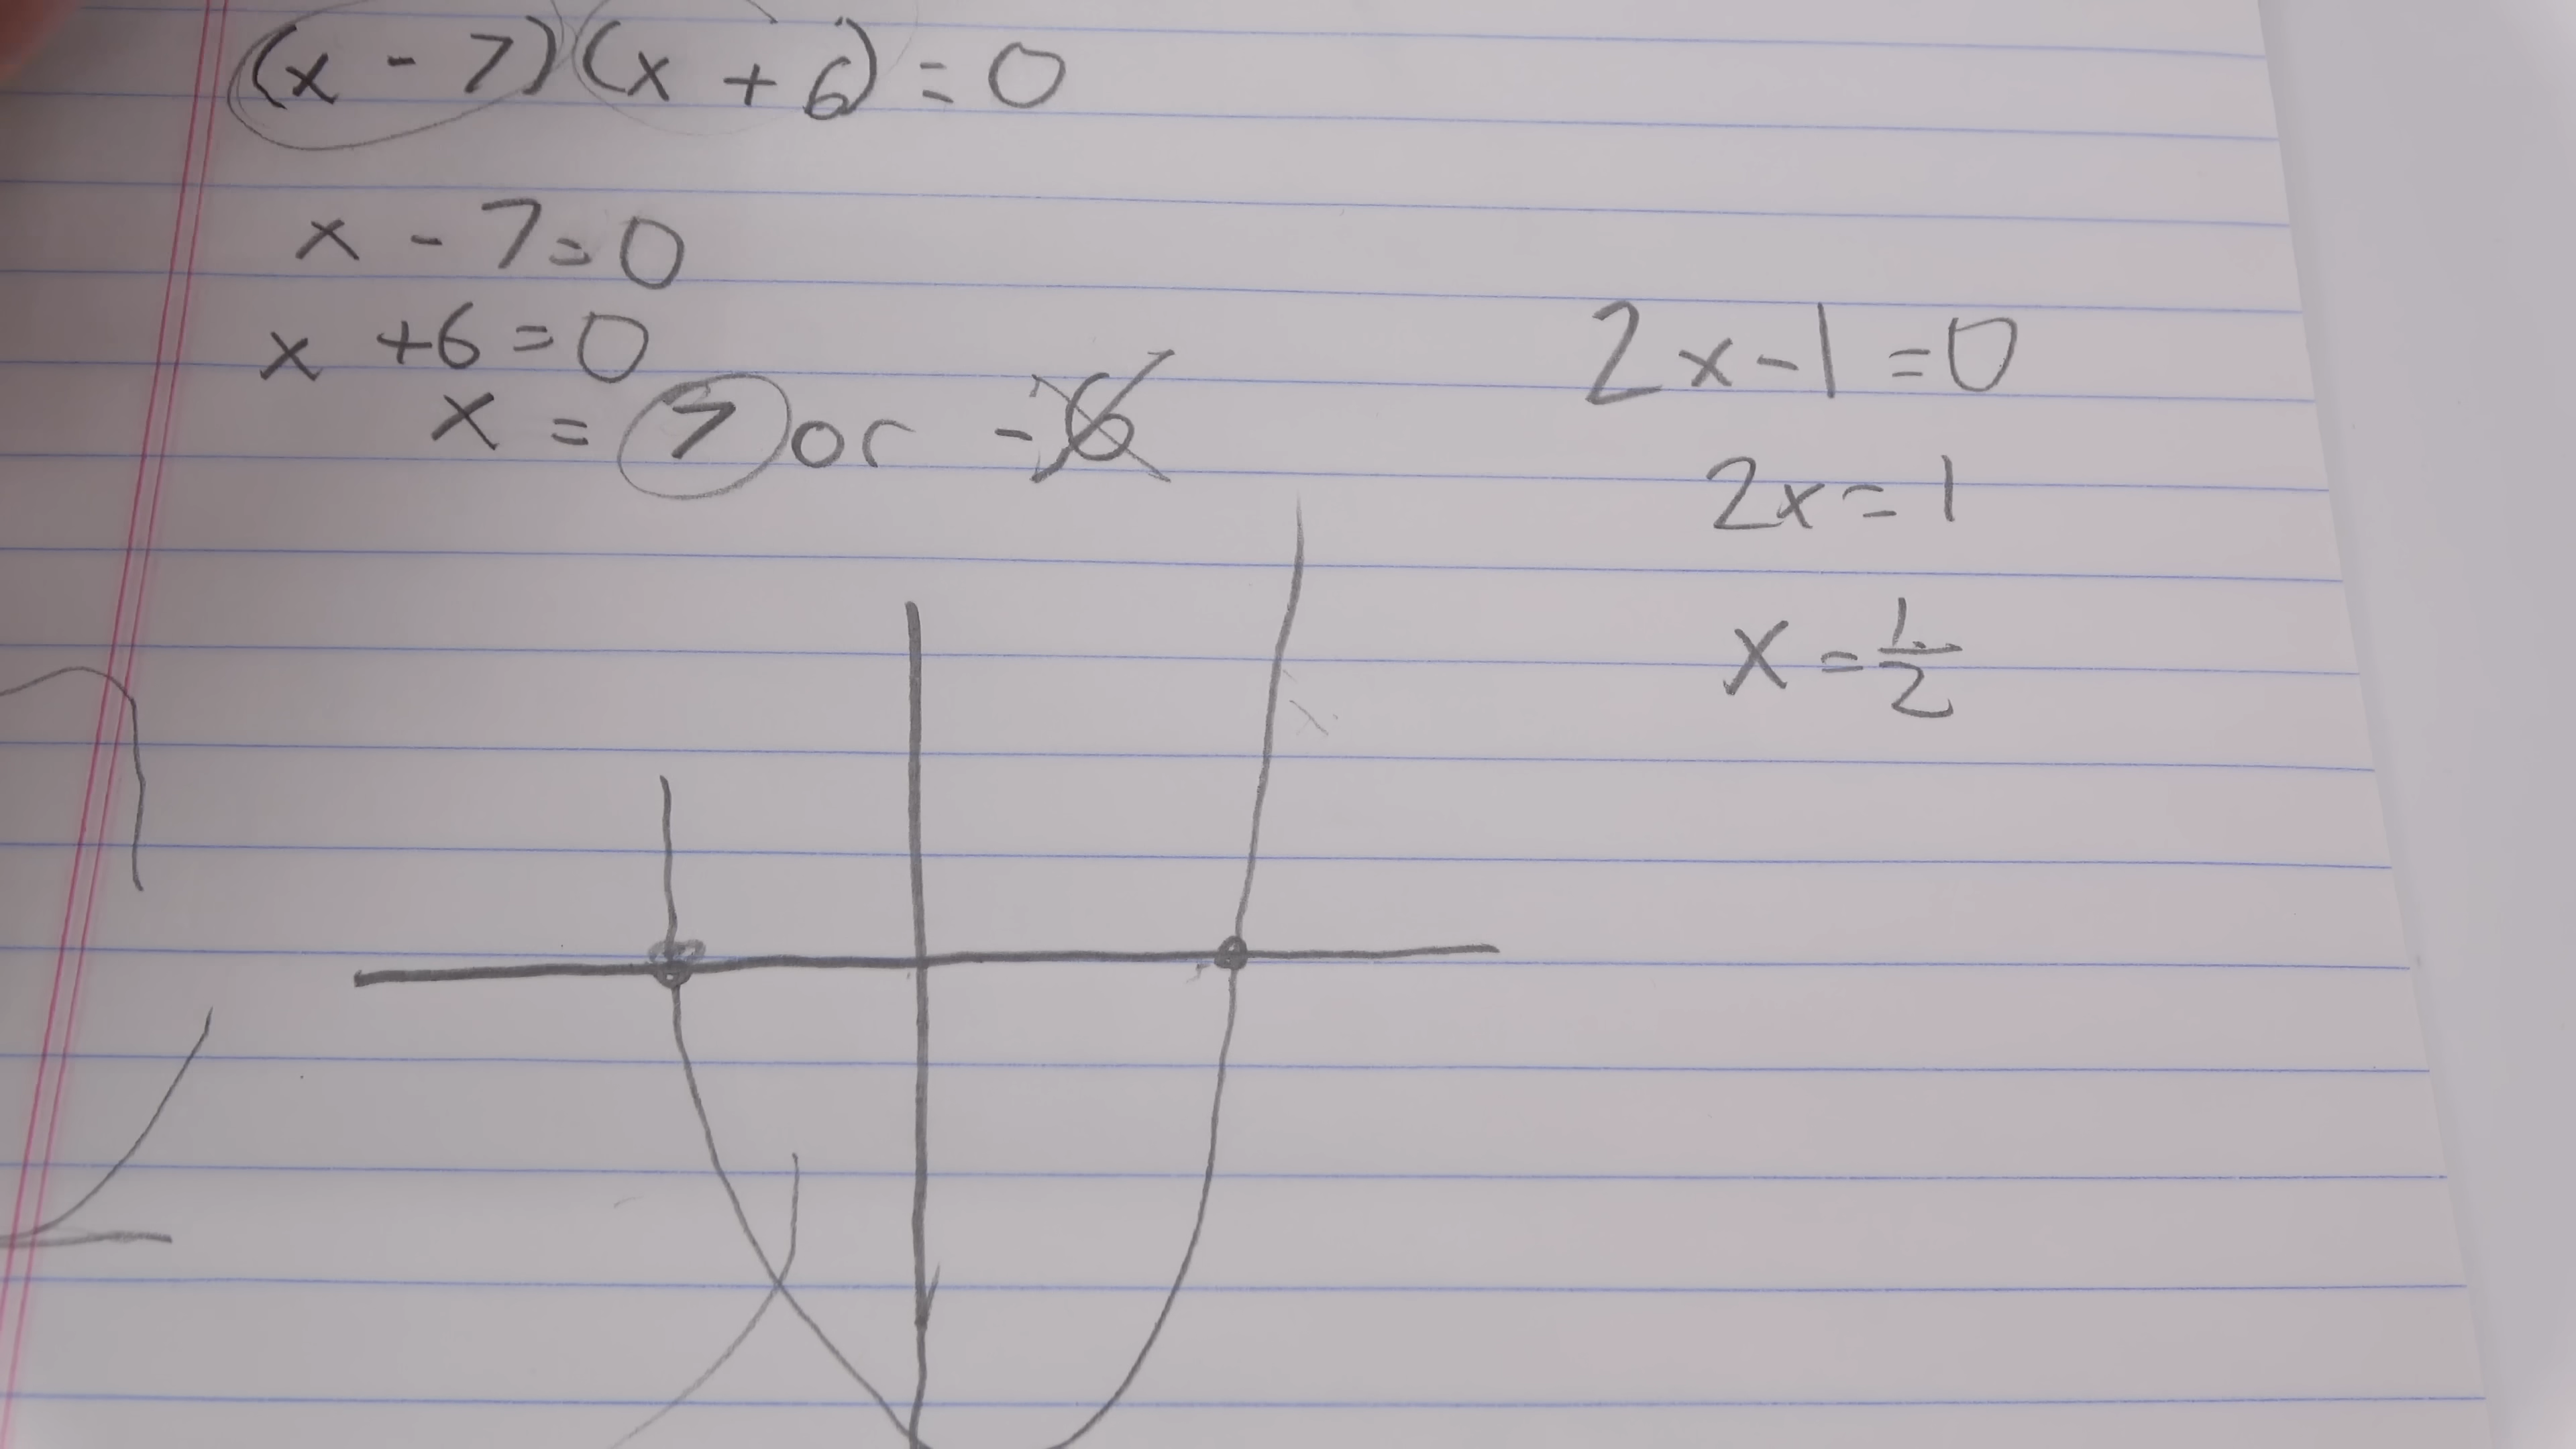 (x - 7)(x + 6) = 0
x - 7 = 0
x + 6 = 0
x = 7 or - 6
2x - 1 = 0
2x = 1
x = 1/2